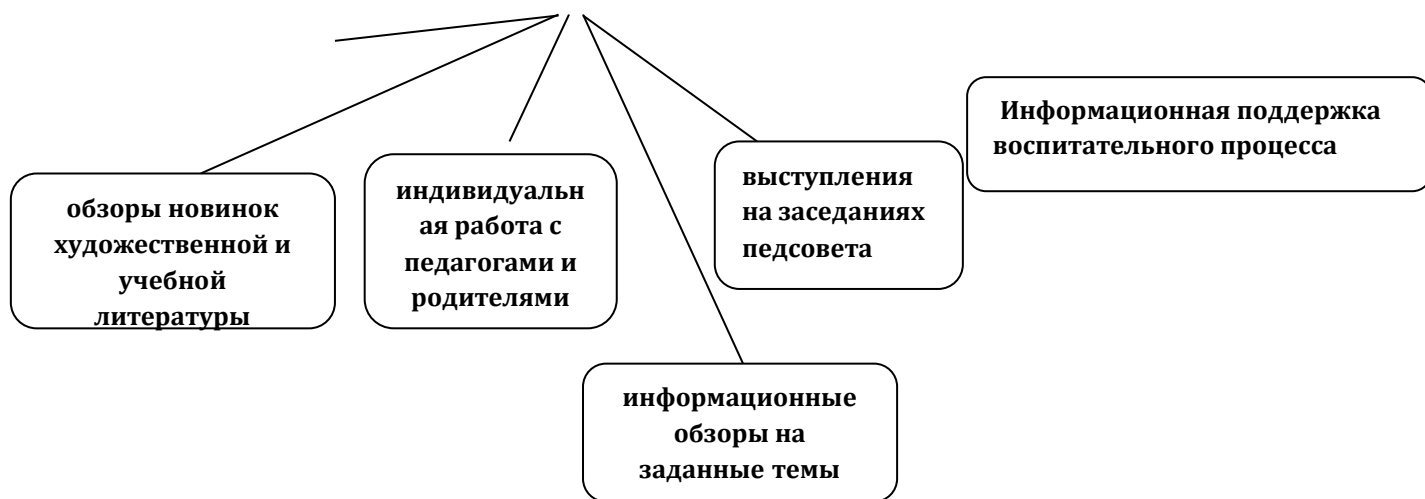 Информационная поддержка
воспитательного процесса
обзоры новинок
художественной и
учебной
литературы
индивидуальн
ая работа с
педагогами и
родителями
выступления
на заседаниях
педсовета
информационные
обзоры на
заданные темы